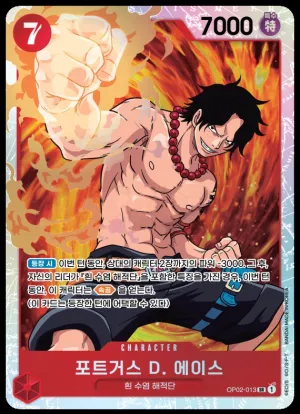 7
7000
특수
特
등장 시 이번 턴 동안, 상대의 캐릭터 2장까지의 파워 -3000. 그 후,
자신의 리더가 『흰 수염 해적단』을 포함한 특징을 가진 경우, 이번 턴
동안, 이 캐릭터는 속공 을 얻는다.
(이 카드는 등장한 턴에 어택할 수 있다)
CHARACTER
포트거스 D. 에이스
흰 수염 해적단
OP02-013 SR 1